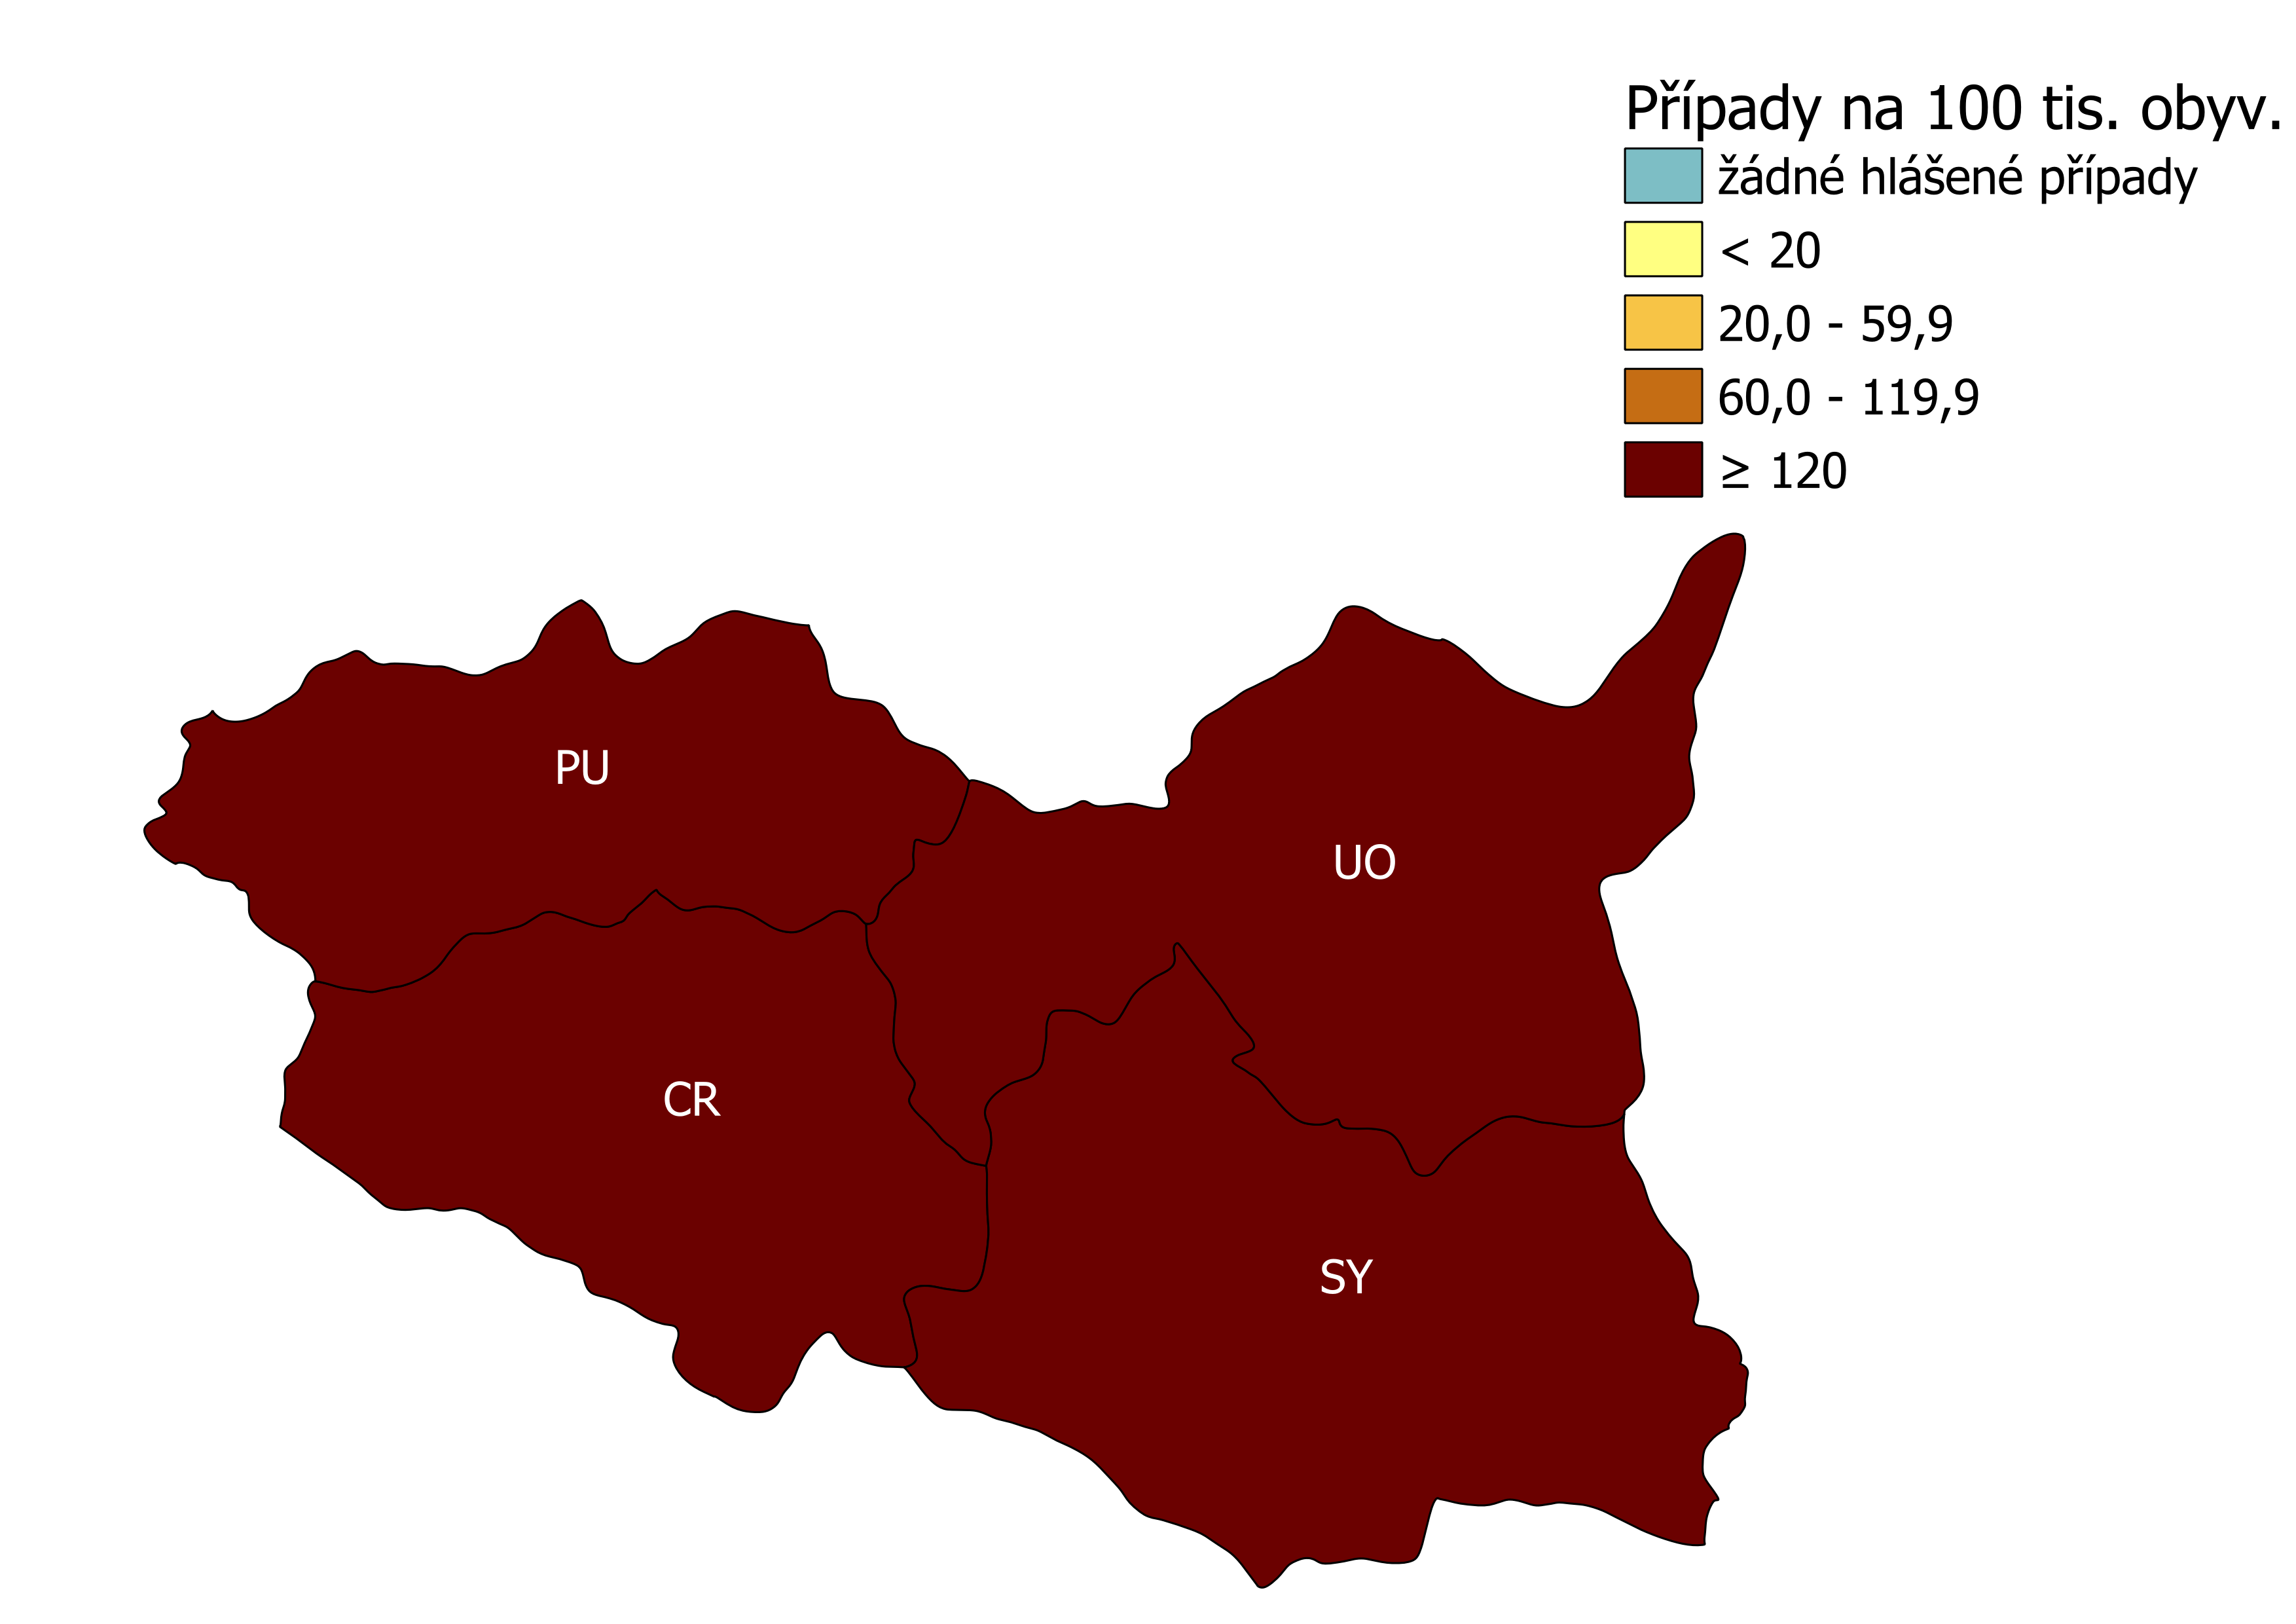 Případy na 100 tis. obyv.
žádné hlášené případy
< 20
20,0 - 59,9
60,0 - 119,9
≥ 120
PU
UO
CR
SY